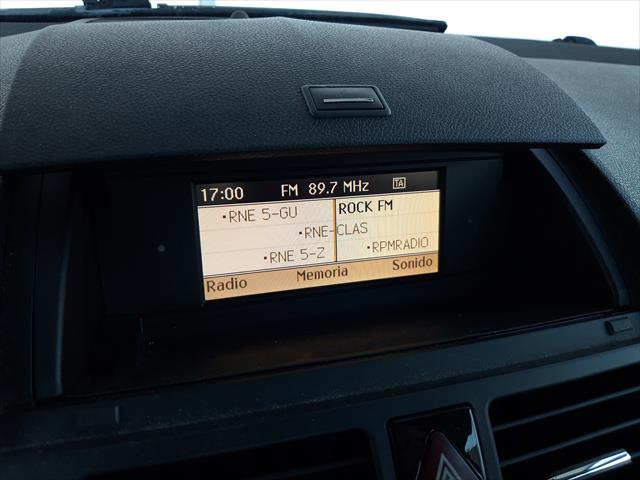 17:00 FM 89.7 MHz TA
•RNE 5-GU ROCK FM
•RNE-CLAS
•RNE 5-Z •RPMRADIO
Radio Memoria Sonido